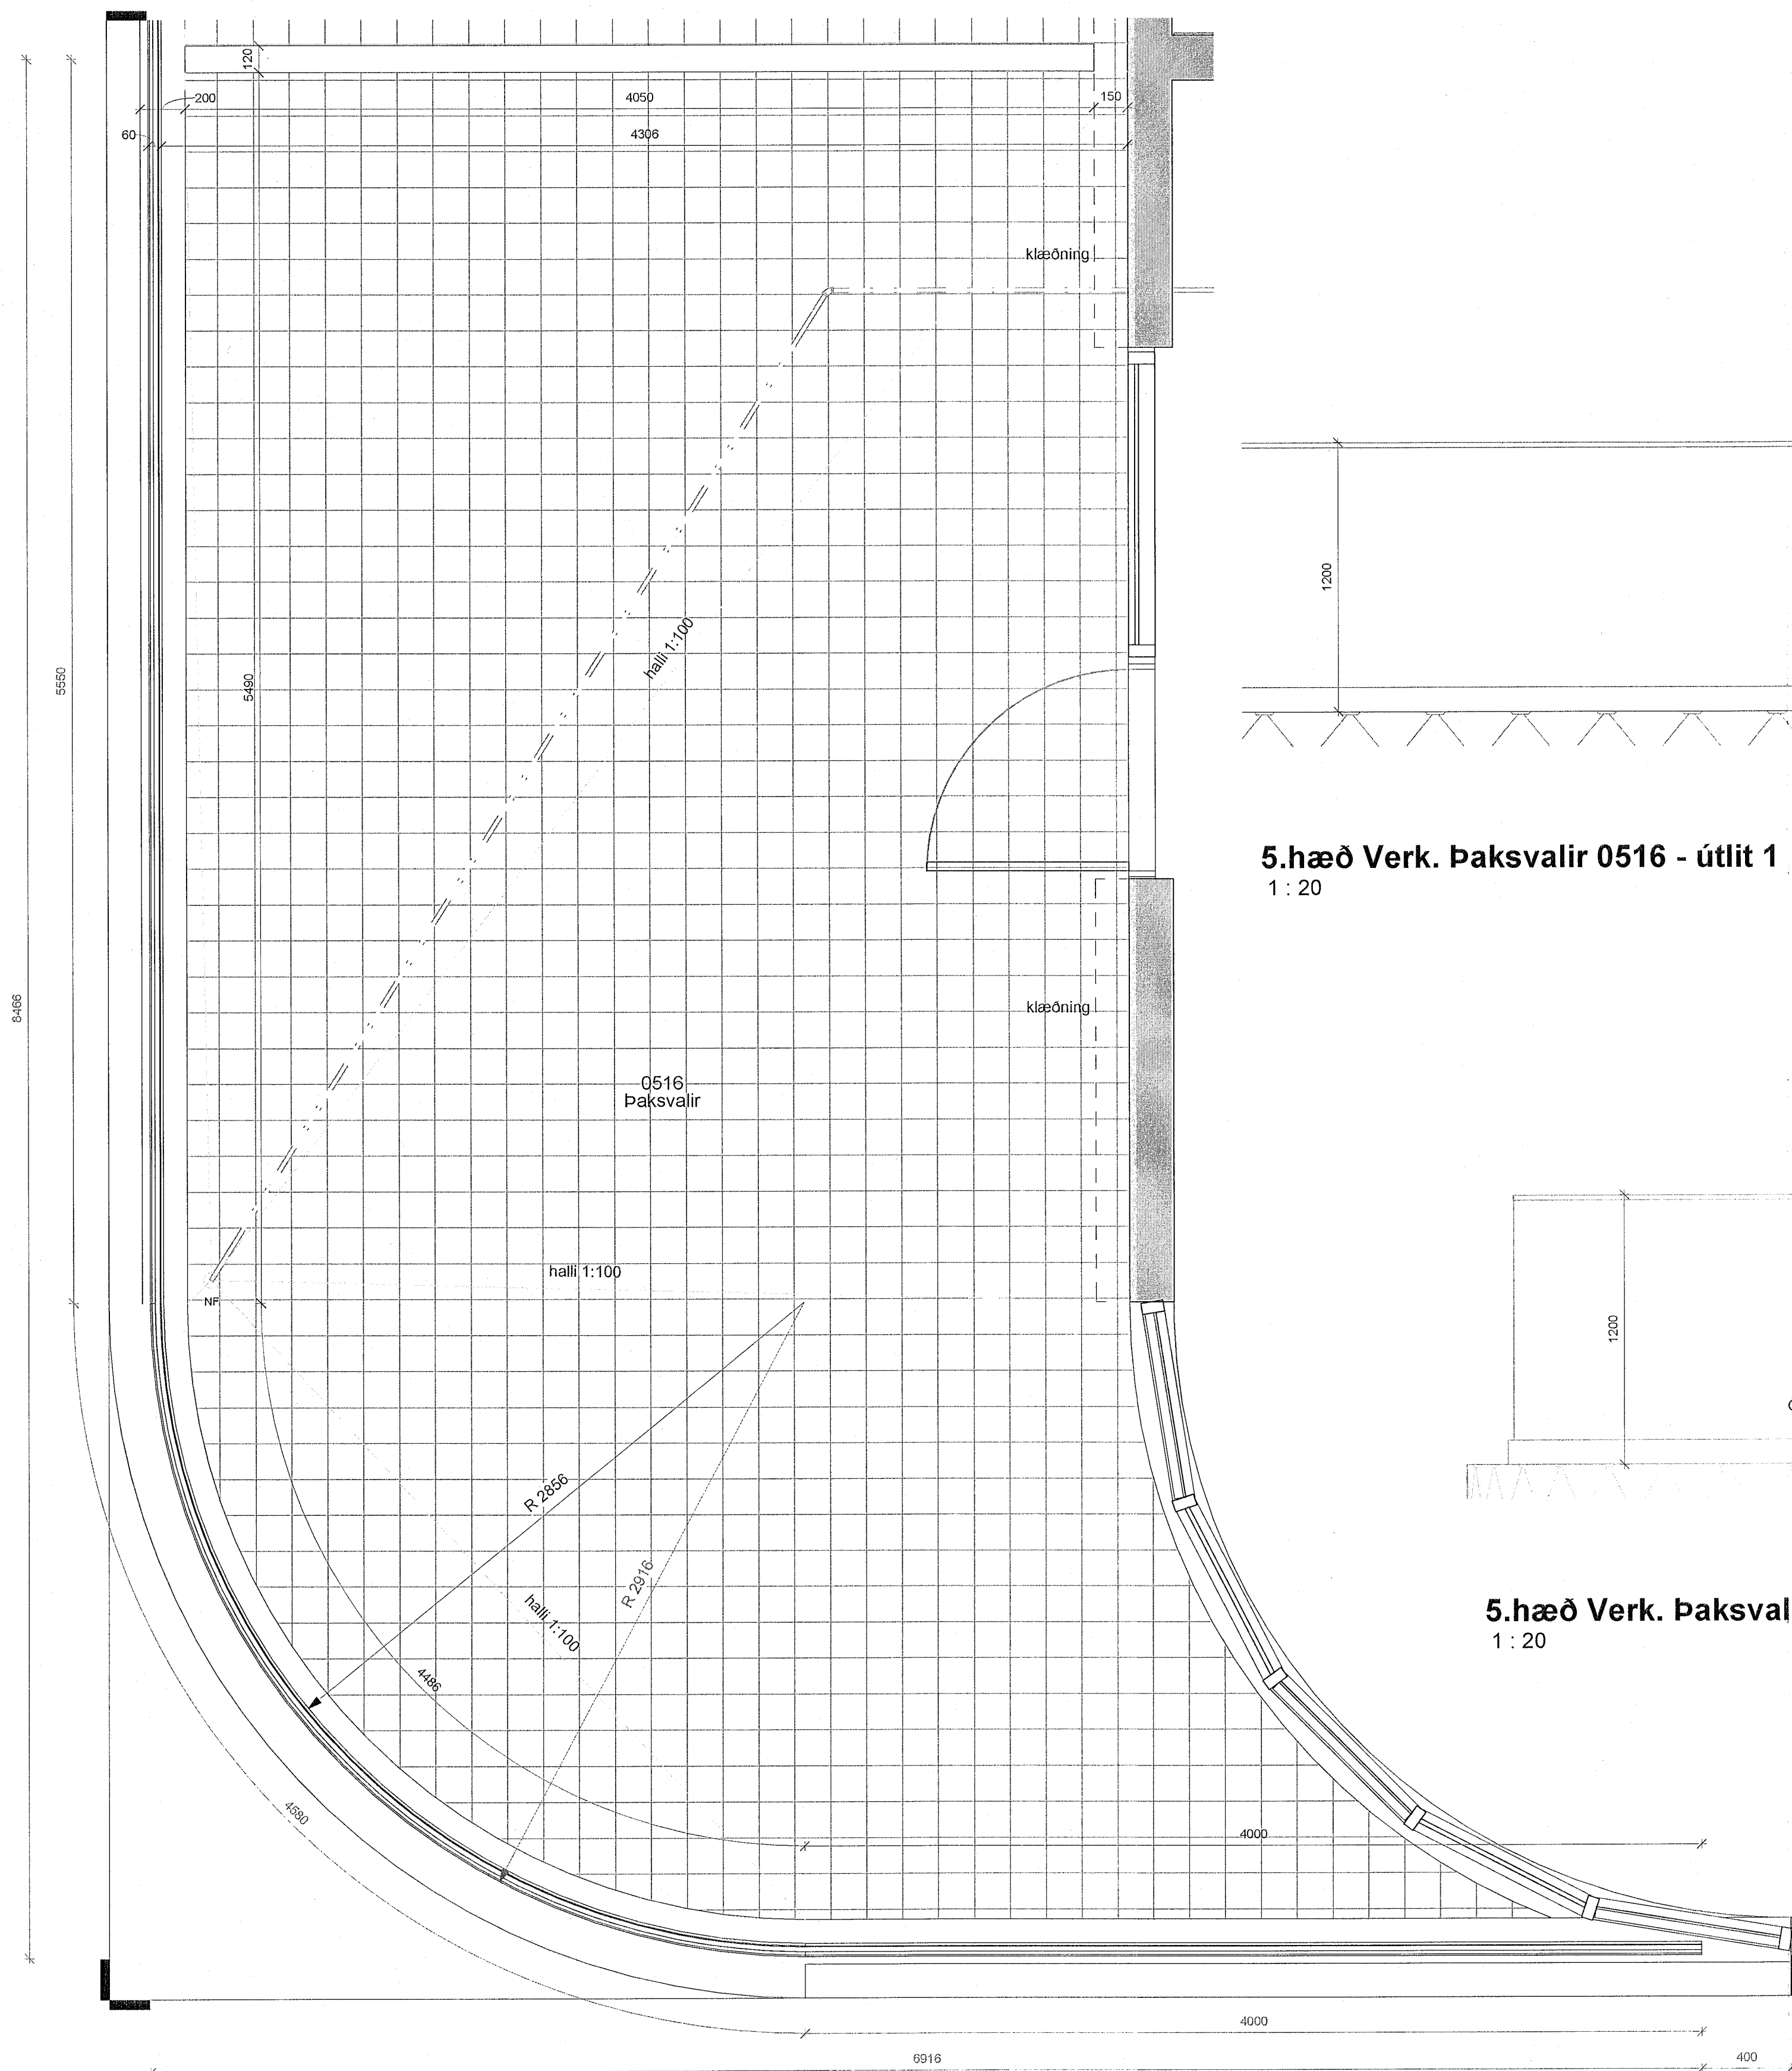 120
200
4050
150
60
4306
klæðning
halli 1:100
1200
5550
5490
5.hæð Verk. Þaksvalir 0516 - útlit 1
1 : 20
8466
klæðning
0516
Þaksvalir
halli 1:100
NF
1200
R 2856
R 2916
halli 1:100
4486
5.hæð Verk. Þaksval
1 : 20
4580
4000
4000
6916
400